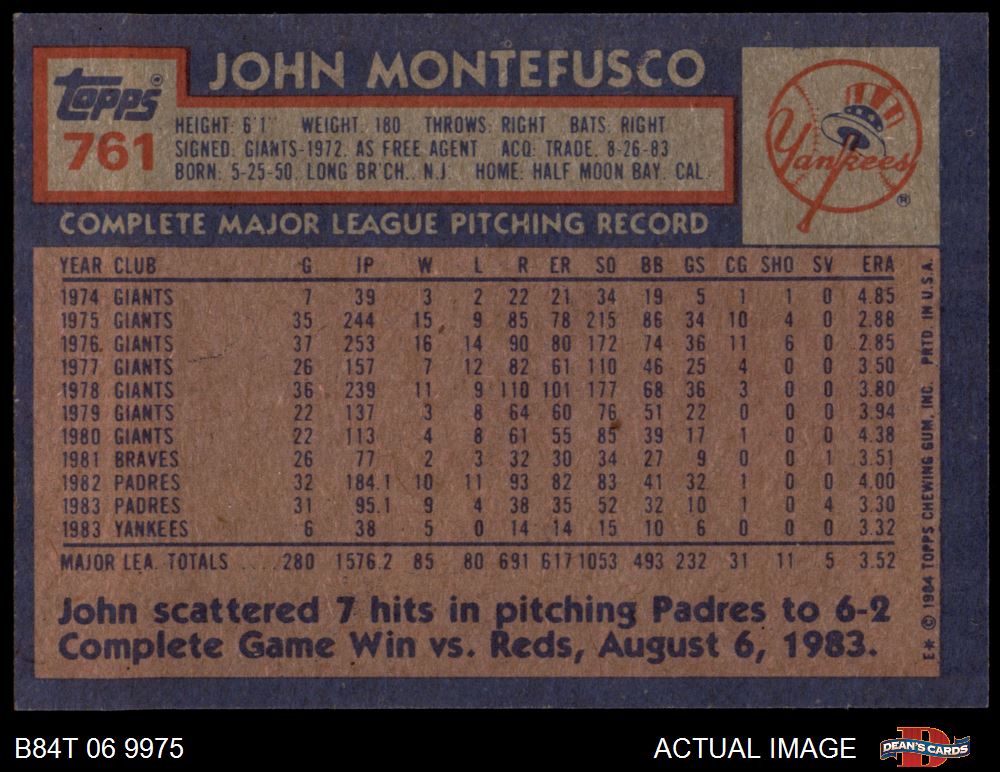 JOHN MONTEFUSCO
Topps ®
761
HEIGHT: 6'1" WEIGHT: 180 THROWS: RIGHT BATS: RIGHT
SIGNED: GIANTS-1972. AS FREE AGENT ACQ: TRADE, 8-26-83
BORN: 5-25-50, LONG BR'CH., N.J. HOME: HALF MOON BAY, CAL.
Yankees ®
COMPLETE MAJOR LEAGUE PITCHING RECORD
YEAR CLUB G IP W L R ER SO BB GS CG SHO SV ERA
1974 GIANTS 7 39 3 2 22 21 34 19 5 1 1 0 4.85
1975 GIANTS 35 244 15 9 85 78 215 86 34 10 4 0 2.88
1976 GIANTS 37 253 16 14 90 80 172 74 36 11 6 0 2.85
1977 GIANTS 26 157 7 12 82 61 110 46 25 4 0 0 3.50
1978 GIANTS 36 239 11 9 110 101 177 68 36 3 0 0 3.80
1979 GIANTS 22 137 3 8 64 60 76 51 22 0 0 0 3.94
1980 GIANTS 22 113 4 8 61 55 85 39 17 1 0 0 4.38
1981 BRAVES 26 77 2 3 32 30 34 27 9 0 0 1 3.51
1982 PADRES 32 184.1 10 11 93 82 83 41 32 1 0 0 4.00
1983 PADRES 31 95.1 9 4 38 35 52 32 10 1 0 4 3.30
1983 YANKEES 6 38 5 0 14 14 15 10 6 0 0 0 3.32
MAJOR LEA. TOTALS .... 280 1576.2 85 80 691 617 1053 493 232 31 11 5 3.52
John scattered 7 hits in pitching Padres to 6-2
Complete Game Win vs. Reds, August 6, 1983.
E* © 1984 TOPPS CHEWING GUM, INC. PRTD. IN U.S.A.
B84T 06 9975
ACTUAL IMAGE
DEAN'S CARDS